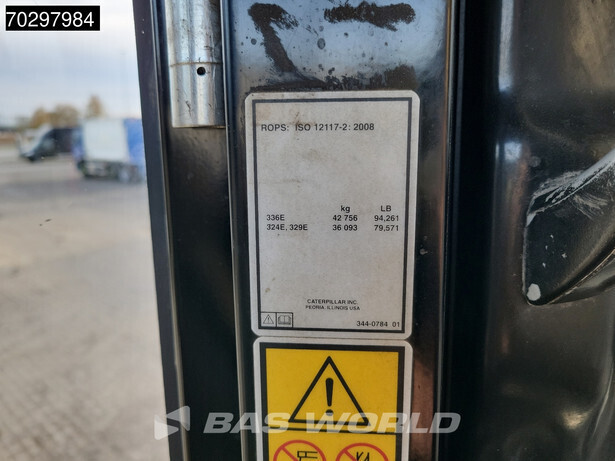 70297984
ROPS: ISO 12117-2: 2008
kg LB
336E 42 756 94,261
324E, 329E 36 093 79,571
CATERPILLAR INC.
PEORIA, ILLINOIS USA
344-0784 01
BAS WORLD